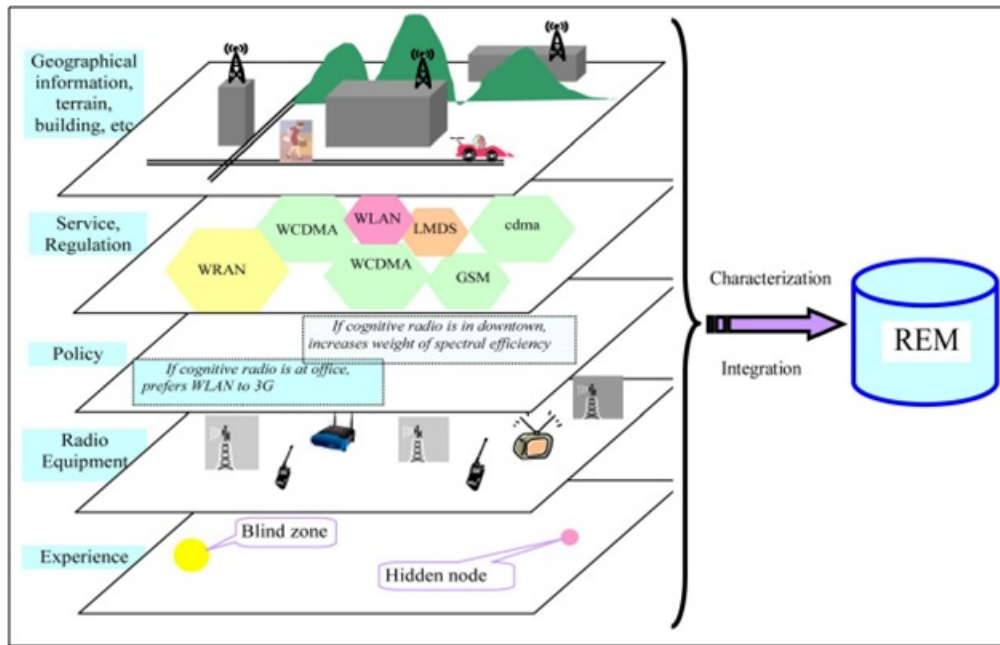 Geographical
information,
terrain,
building, etc
Service,
Regulation
WCDMA
WLAN
LMDS
cdma
WRAN
WCDMA
GSM
Policy
If cognitive radio is in downtown,
increases weight of spectral efficiency
If cognitive radio is at office,
prefers WLAN to 3G
Radio
Equipment
Experience
Blind zone
Hidden node
Characterization
Integration
REM